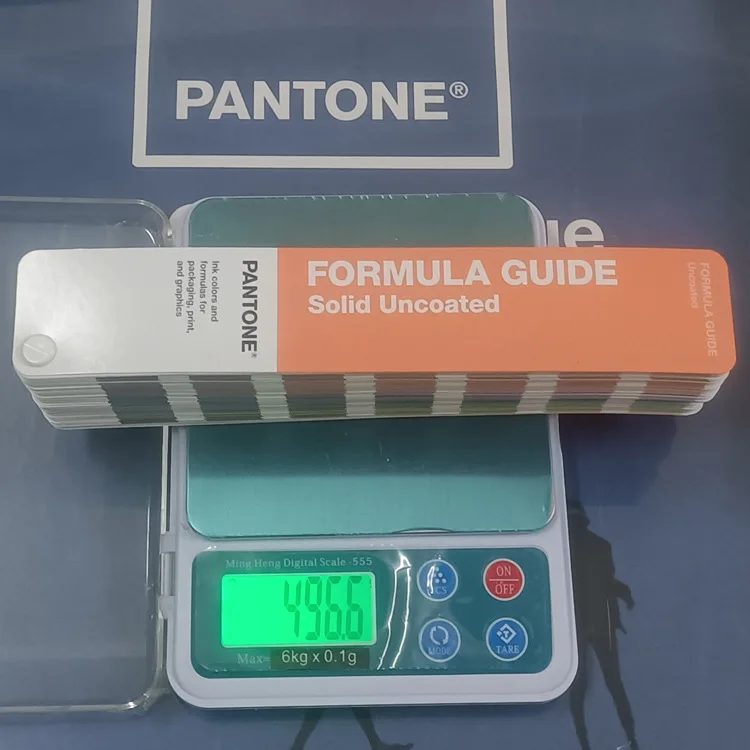 PANTONE®
ue
FORMULA GUIDE
Solid Uncoated
PANTONE®
Ink colors and
formulas for
packaging, print,
and graphics
FORMULA GUIDE
Uncoated
Ming Heng Digital Scale -555
496.6
Max= 6kg x 0.1g
PCS
ON
OFF
MODE
T
TARE